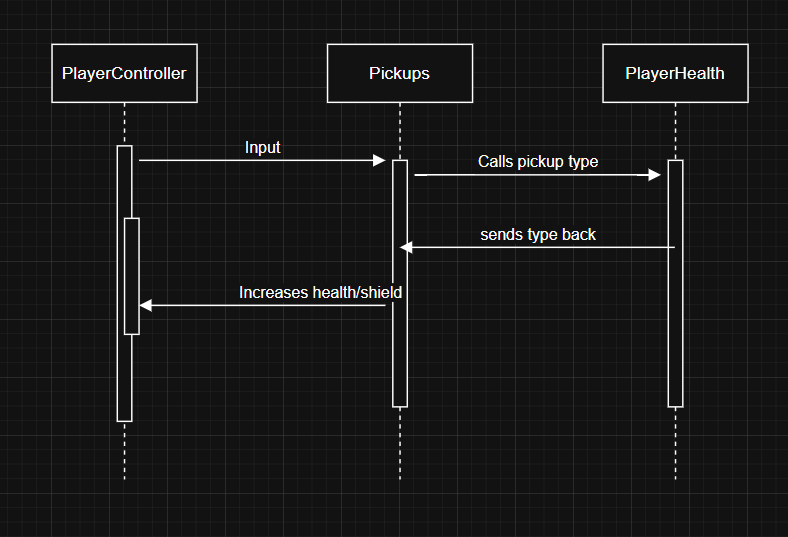 PlayerController
Pickups
PlayerHealth
Input
Calls pickup type
sends type back
Increases health/shield